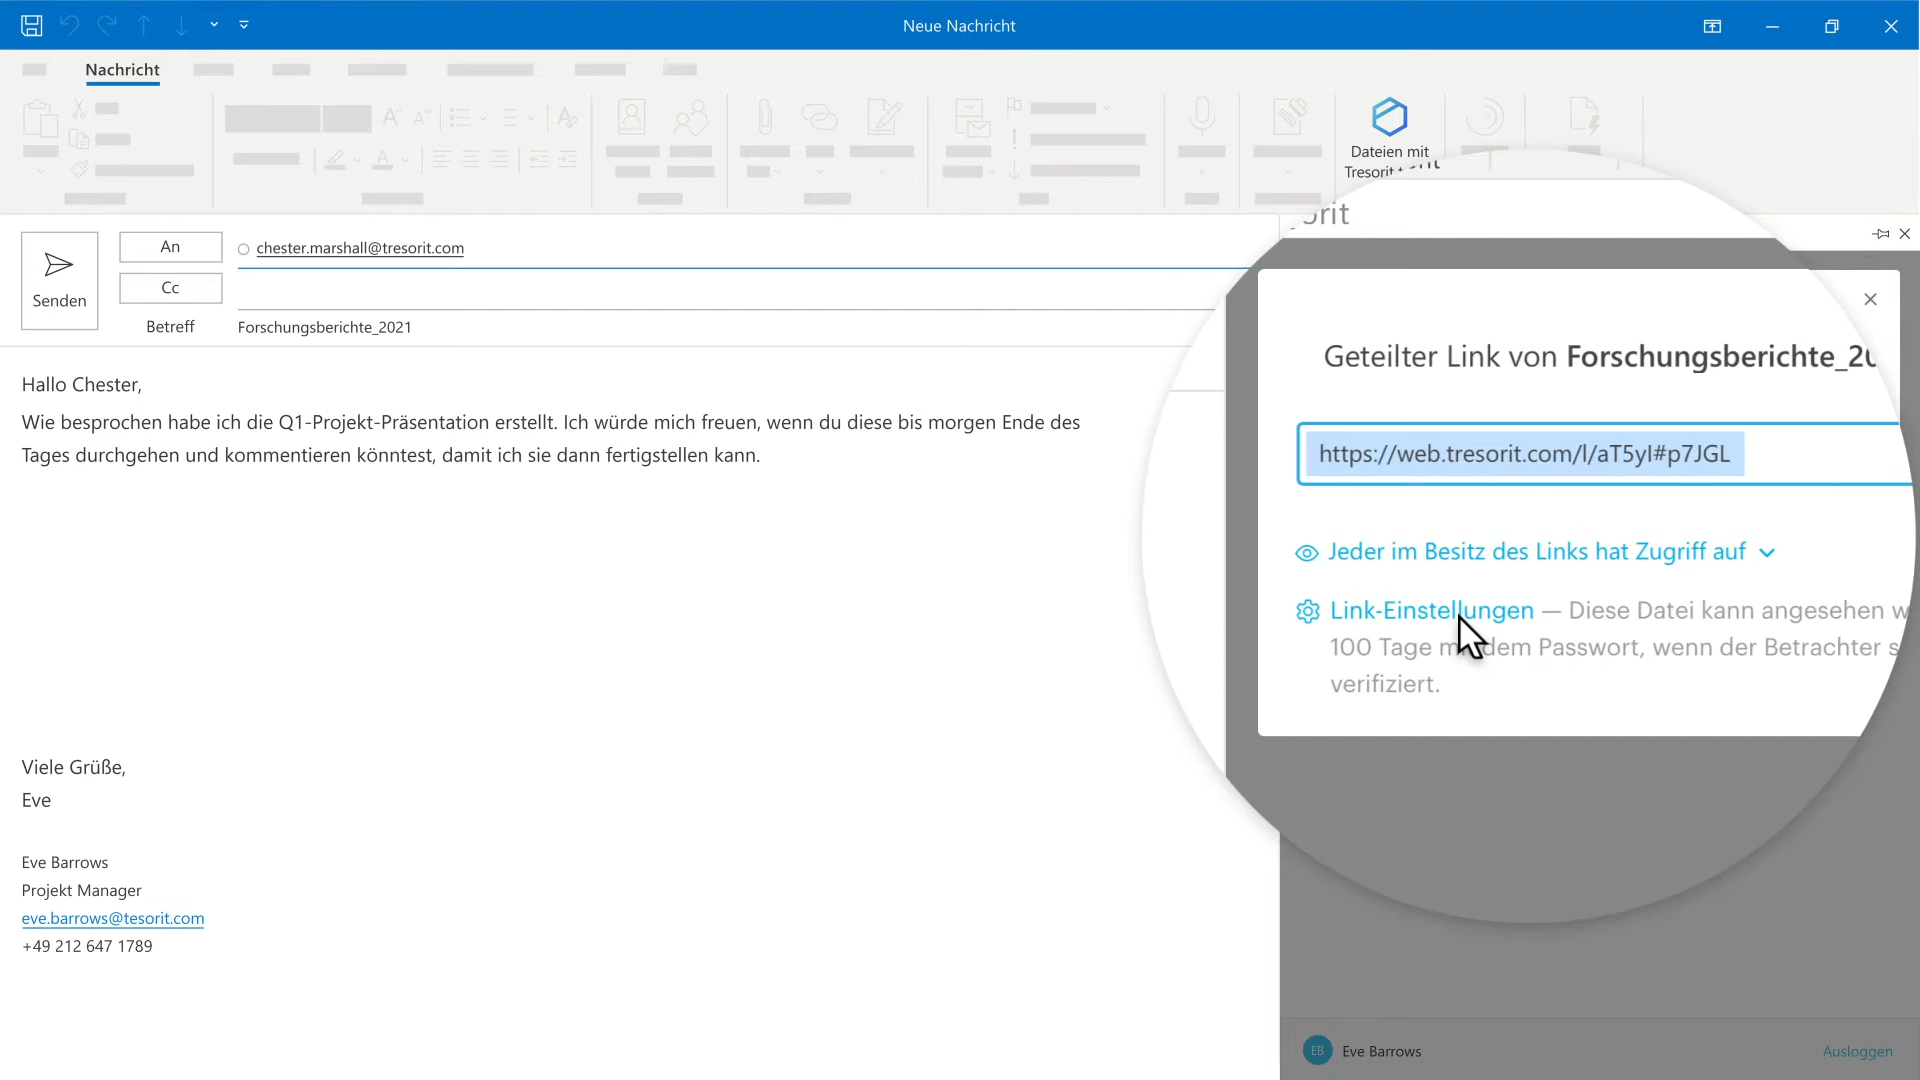 Neue Nachricht
Nachricht
Dateien mit
Tresorit
orit
An
chester.marshall@tresorit.com
Cc
Senden
Betreff
Forschungsberichte_2021
Hallo Chester,
Wie besprochen habe ich die Q1-Projekt-Präsentation erstellt. Ich würde mich freuen, wenn du diese bis morgen Ende des
Tages durchgehen und kommentieren könntest, damit ich sie dann fertigstellen kann.
Viele Grüße,
Eve
Eve Barrows
Projekt Manager
eve.barrows@tesorit.com
+49 212 647 1789
Geteilter Link von Forschungsberichte_20
https://web.tresorit.com/l/aT5yI#p7JGL
Jeder im Besitz des Links hat Zugriff auf
Link-Einstellungen — Diese Datei kann angesehen w
100 Tage mit dem Passwort, wenn der Betrachter s
verifiziert.
EB Eve Barrows
Ausloggen